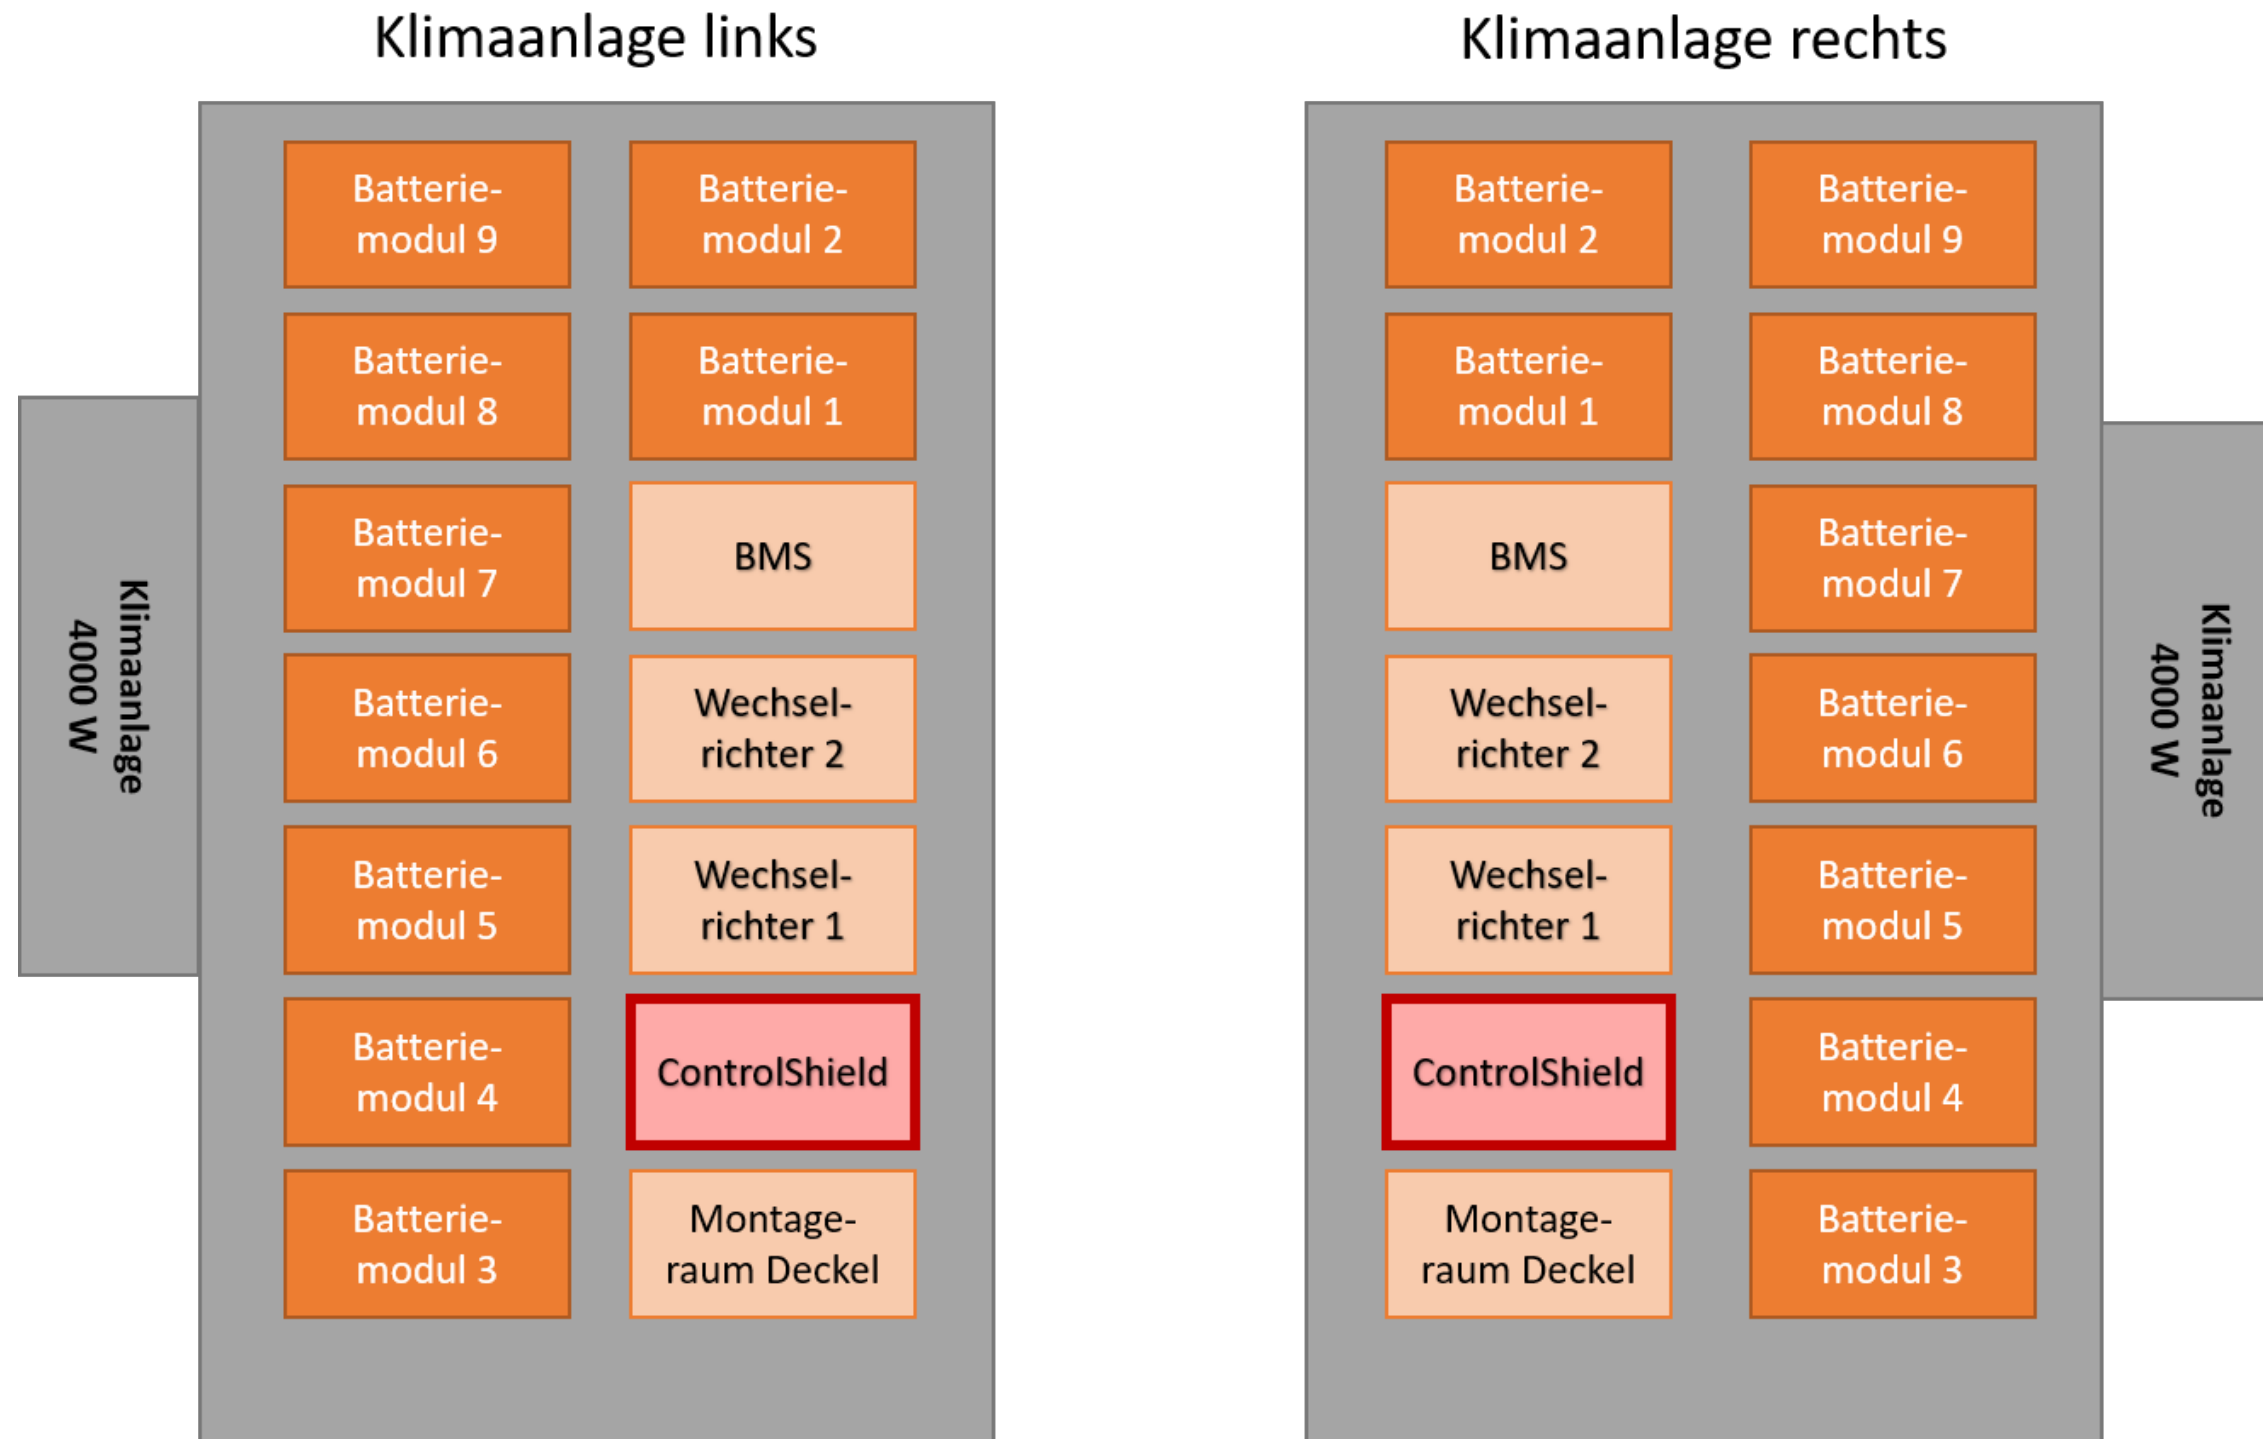 Klimaanlage links
Klimaanlage
4000 W
Batterie-
modul 9
Batterie-
modul 2
Batterie-
modul 8
Batterie-
modul 1
Batterie-
modul 7
BMS
Batterie-
modul 6
Wechsel-
richter 2
Batterie-
modul 5
Wechsel-
richter 1
Batterie-
modul 4
ControlShield
Batterie-
modul 3
Montage-
raum Deckel
Klimaanlage rechts
Batterie-
modul 2
Batterie-
modul 9
Batterie-
modul 1
Batterie-
modul 8
BMS
Batterie-
modul 7
Wechsel-
richter 2
Batterie-
modul 6
Wechsel-
richter 1
Batterie-
modul 5
ControlShield
Batterie-
modul 4
Montage-
raum Deckel
Batterie-
modul 3
Klimaanlage
4000 W